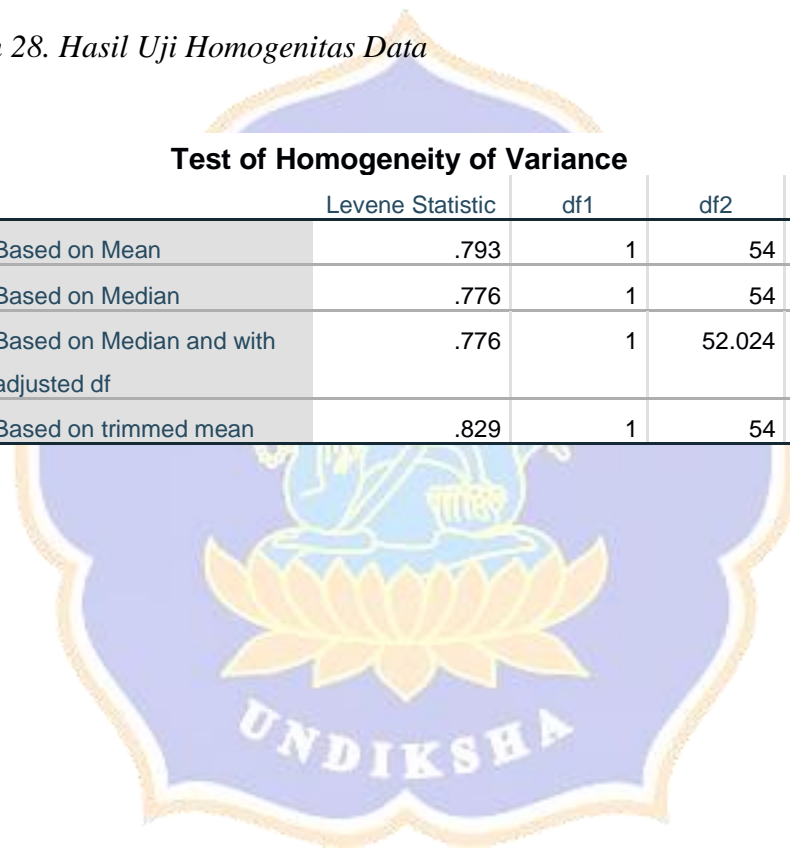 28. Hasil Uji Homogenitas Data
Test of Homogeneity of Variance
Levene Statistic df1 df2
Based on Mean .793 1 54
Based on Median .776 1 54
Based on Median and with .776 1 52.024
adjusted df
Based on trimmed mean .829 1 54
UNDIKSHA